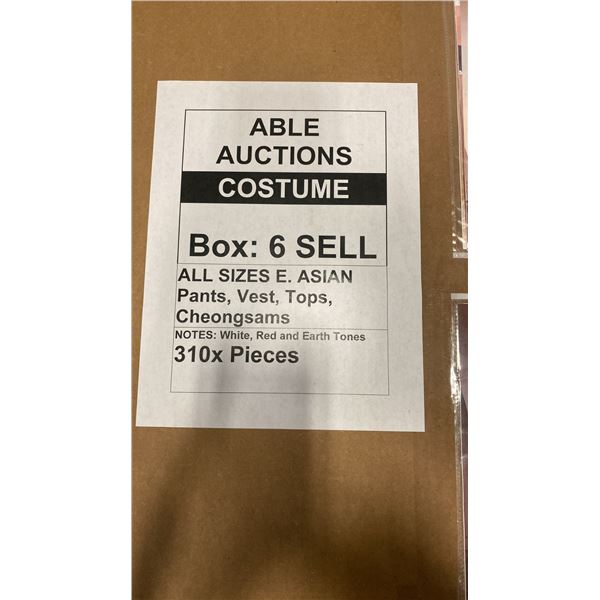 ABLE
AUCTIONS
COSTUME
Box: 6 SELL
ALL SIZES E. ASIAN
Pants, Vest, Tops,
Cheongsams
NOTES: White, Red and Earth Tones
310x Pieces